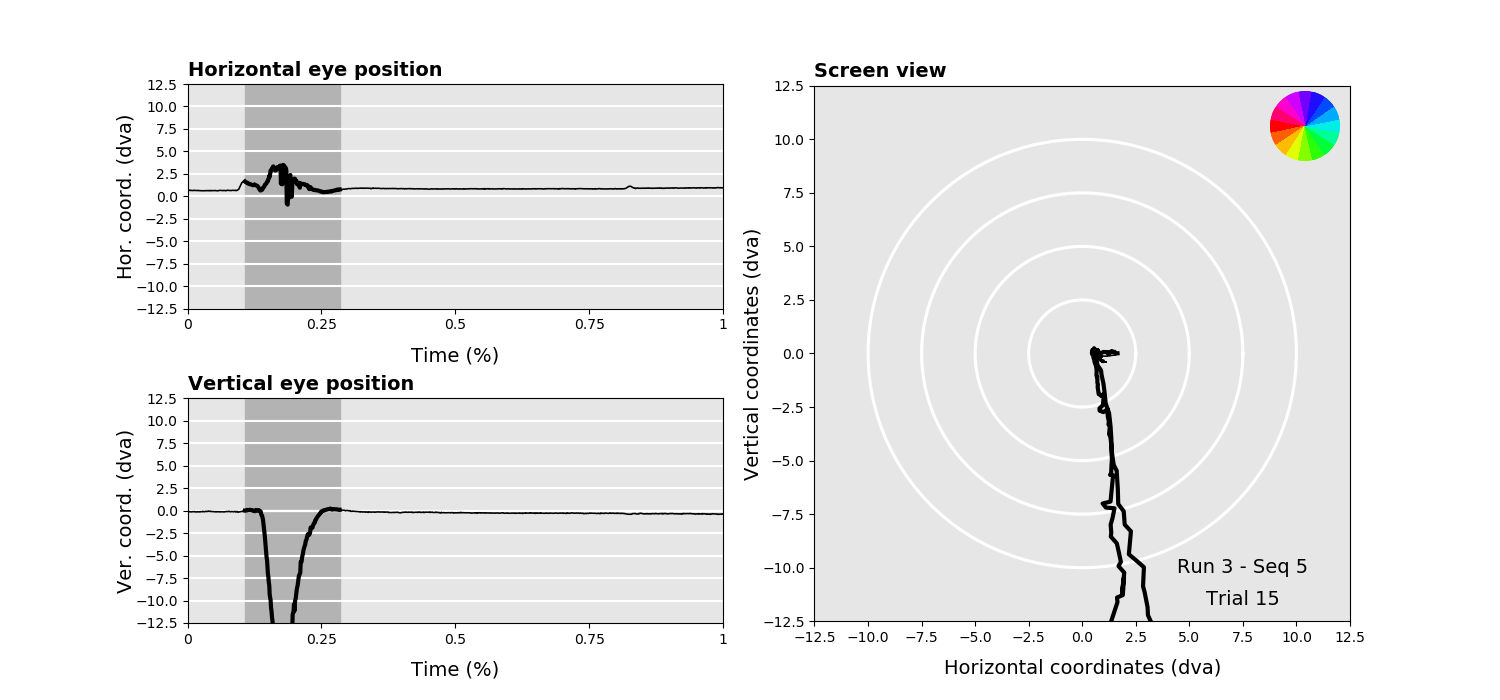 Horizontal eye position
12.5
10.0
7.5
5.0
2.5
0.0
−2.5
−5.0
−7.5
−10.0
−12.5
Hor. coord. (dva)
0 0.25 0.5 0.75 1
Time (%)
Vertical eye position
12.5
10.0
7.5
5.0
2.5
0.0
−2.5
−5.0
−7.5
−10.0
−12.5
Ver. coord. (dva)
0 0.25 0.5 0.75 1
Time (%)
Screen view
12.5
10.0
7.5
5.0
2.5
0.0
−2.5
−5.0
−7.5
−10.0
−12.5
Vertical coordinates (dva)
Run 3 - Seq 5
Trial 15
−12.5 −10.0 −7.5 −5.0 −2.5 0.0 2.5 5.0 7.5 10.0 12.5
Horizontal coordinates (dva)